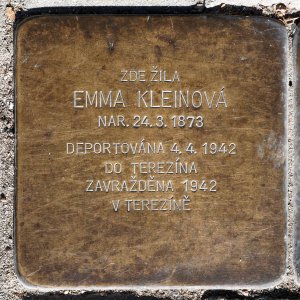 ZDE ŽILA
EMMA KLEINOVÁ
NAR. 24. 3. 1873
DEPORTOVÁNA 4. 4. 1942
DO TEREZÍNA
ZAVRAŽDĚNA 1942
V TEREZÍNĚ